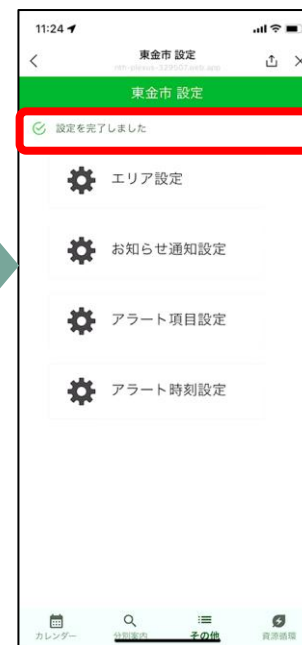 11:24
東金市 設定
東金市 設定
設定を完了しました
エリア設定
お知らせ通知設定
アラート項目設定
アラート時刻設定
カレンダー
分別案内
その他
資源循環